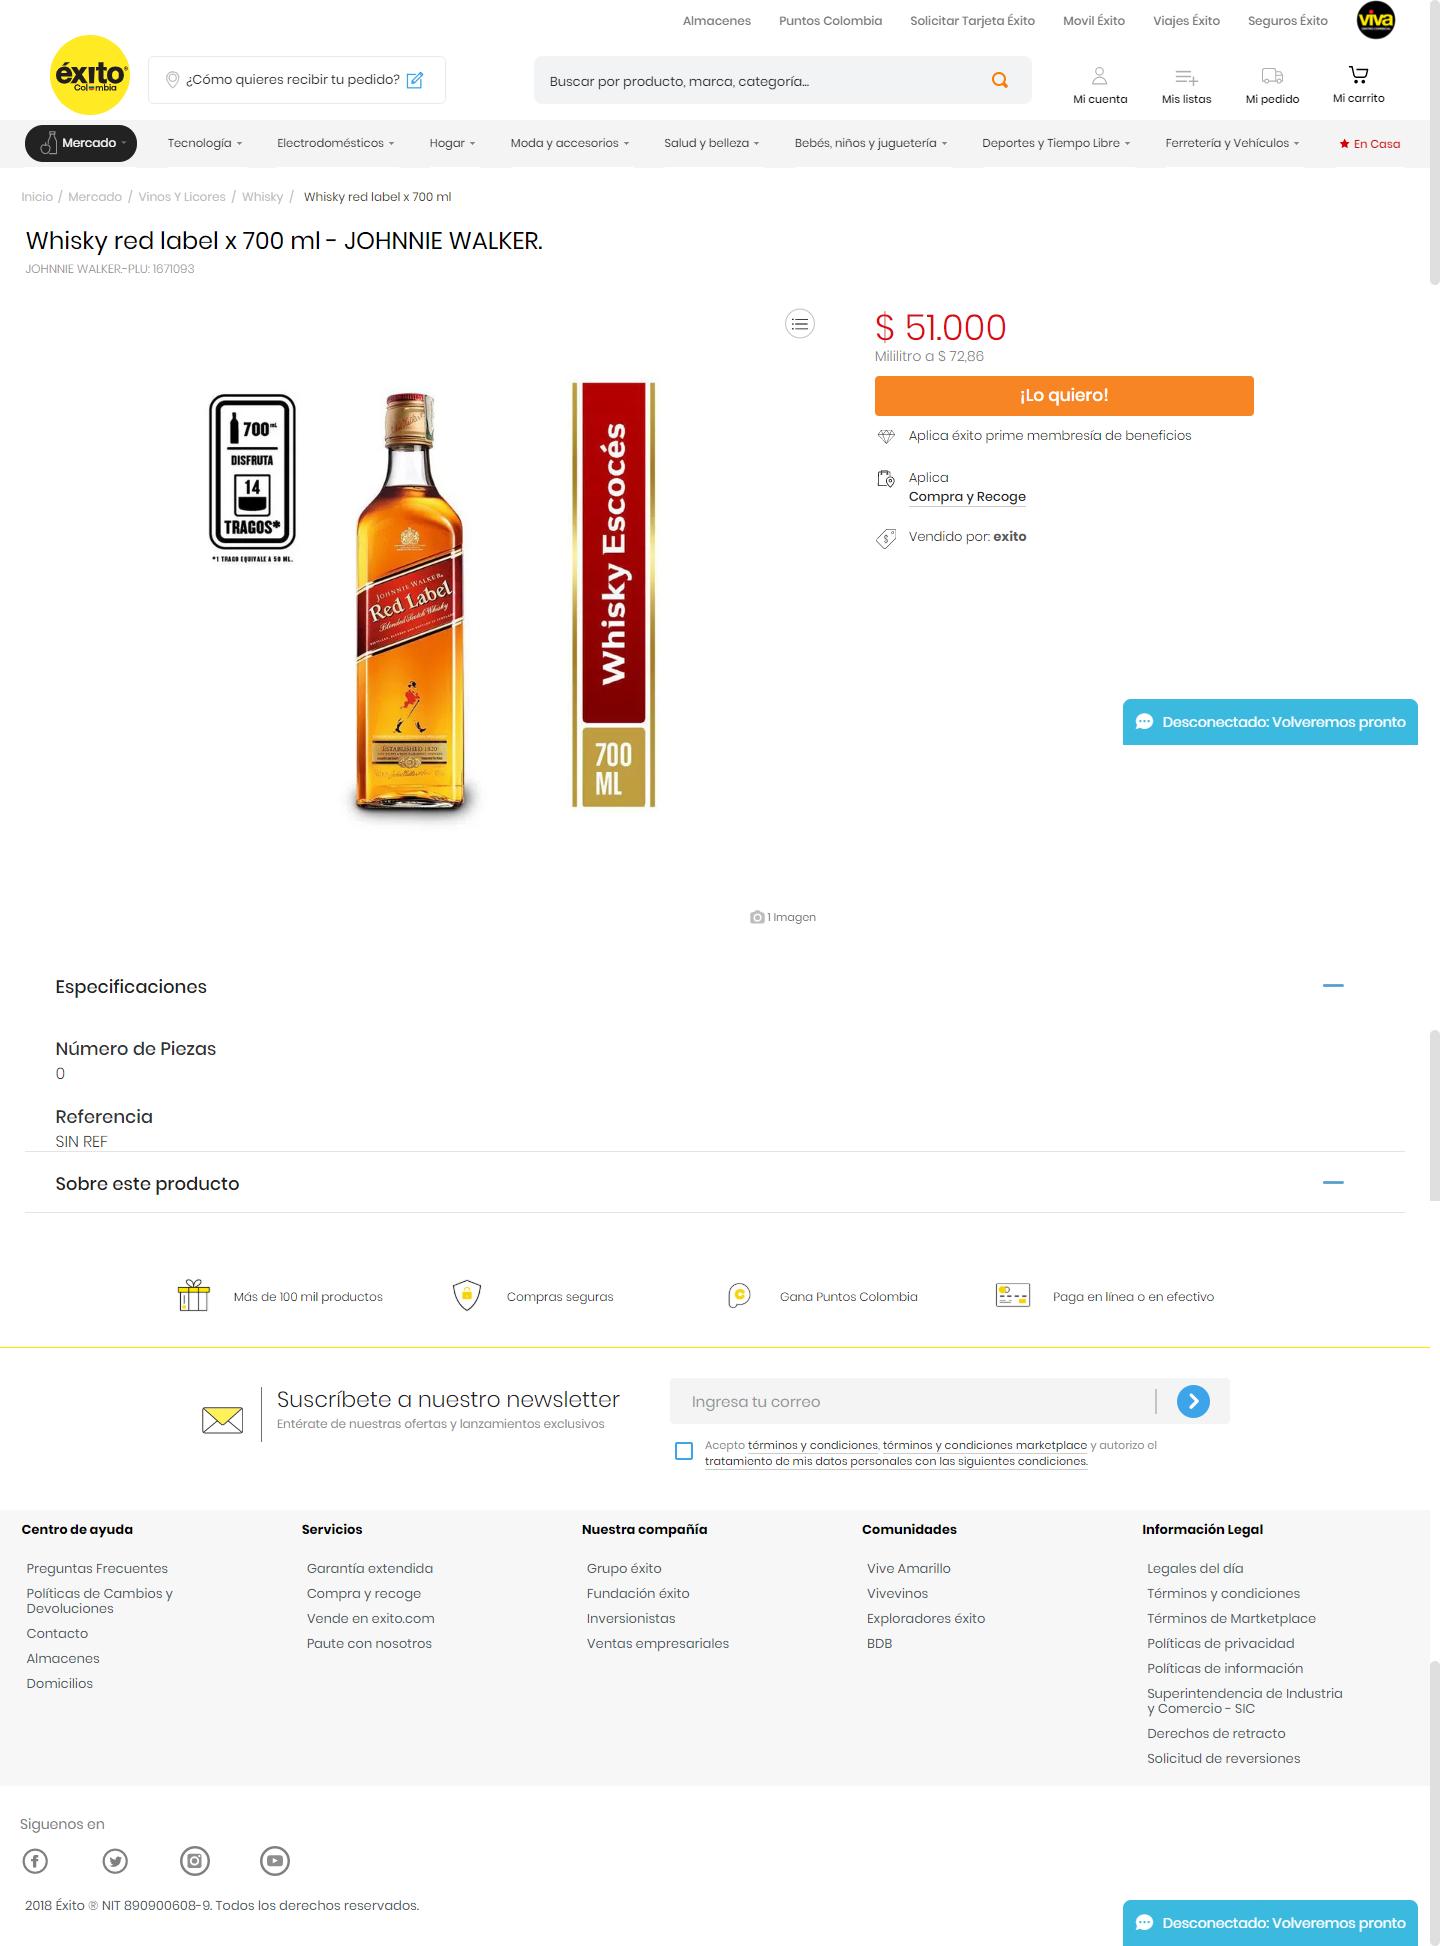 Almacenes Puntos Colombia Solicitar Tarjeta Éxito Movil Éxito Viajes Éxito Seguros Éxito viva
éxito
Colombia
¿Cómo quieres recibir tu pedido?
Buscar por producto, marca, categoría...
Mi cuenta Mis listas Mi pedido Mi carrito
Mercado Tecnología Electrodomésticos Hogar Moda y accesorios Salud y belleza Bebés, niños y juguetería Deportes y Tiempo Libre Ferretería y Vehículos En Casa
Inicio / Mercado / Vinos Y Licores / Whisky / Whisky red label x 700 ml
Whisky red label x 700 ml - JOHNNIE WALKER.
JOHNNIE WALKER.-PLU: 1671093
700ML
DISFRUTA
14
TRAGOS*
*1 TRAGO EQUIVALE A 50 ML.
JOHNNIE WALKER.
Red Label
Blended Scotch Whisky
ESTABLISHED 1820
Whisky Escocés
700
ML
1 Imagen
$ 51.000
Mililitro a $ 72,86
¡Lo quiero!
Aplica éxito prime membresía de beneficios
Aplica
Compra y Recoge
Vendido por: exito
Desconectado: Volveremos pronto
Especificaciones
Número de Piezas
0
Referencia
SIN REF
Sobre este producto
Más de 100 mil productos Compras seguras Gana Puntos Colombia Paga en línea o en efectivo
Suscríbete a nuestro newsletter
Entérate de nuestras ofertas y lanzamientos exclusivos
Ingresa tu correo
Acepto términos y condiciones, términos y condiciones marketplace y autorizo el
tratamiento de mis datos personales con las siguientes condiciones.
Centro de ayuda
Preguntas Frecuentes
Políticas de Cambios y
Devoluciones
Contacto
Almacenes
Domicilios
Servicios
Garantía extendida
Compra y recoge
Vende en exito.com
Paute con nosotros
Nuestra compañía
Grupo éxito
Fundación éxito
Inversionistas
Ventas empresariales
Comunidades
Vive Amarillo
Vivevinos
Exploradores éxito
BDB
Información Legal
Legales del día
Términos y condiciones
Términos de Martketplace
Políticas de privacidad
Políticas de información
Superintendencia de Industria
y Comercio - SIC
Derechos de retracto
Solicitud de reversiones
Siguenos en
2018 Éxito ® NIT 890900608-9. Todos los derechos reservados.
Desconectado: Volveremos pronto